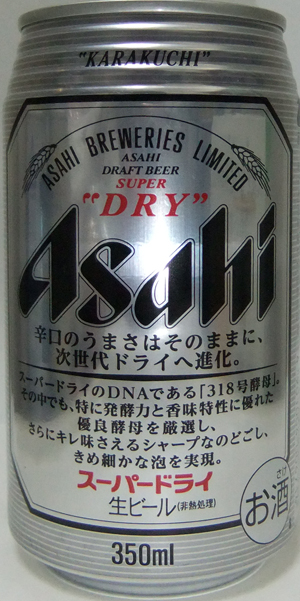 "KARAKUCHI"
ASAHI BREWERIES LIMITED
ASAHI
DRAFT BEER
SUPER
"DRY"
Asahi
辛口のうまさはそのままに、
次世代ドライへ進化。
スーパードライのDNAである「318号酵母」。
その中でも、特に発酵力と香味特性に優れた
優良酵母を厳選し、
さらにキレ味さえるシャープなのどごし、
きめ細かな泡を実現。
スーパードライ
生ビール(非熱処理)
さけ
お酒
350ml